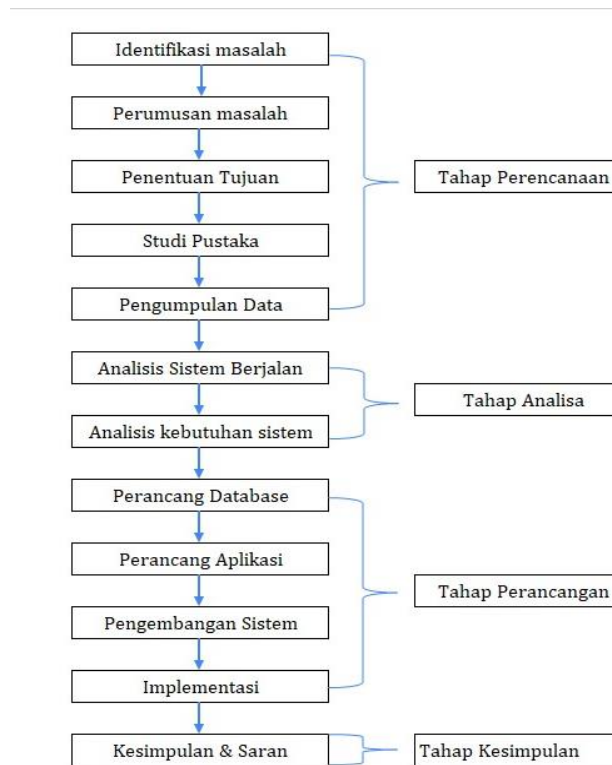 Identifikasi masalah
Perumusan masalah
Penentuan Tujuan
Tahap Perencanaan
Studi Pustaka
Pengumpulan Data
Analisis Sistem Berjalan
Tahap Analisa
Analisis kebutuhan sistem
Perancang Database
Perancang Aplikasi
Tahap Perancangan
Pengembangan Sistem
Implementasi
Kesimpulan & Saran
Tahap Kesimpulan